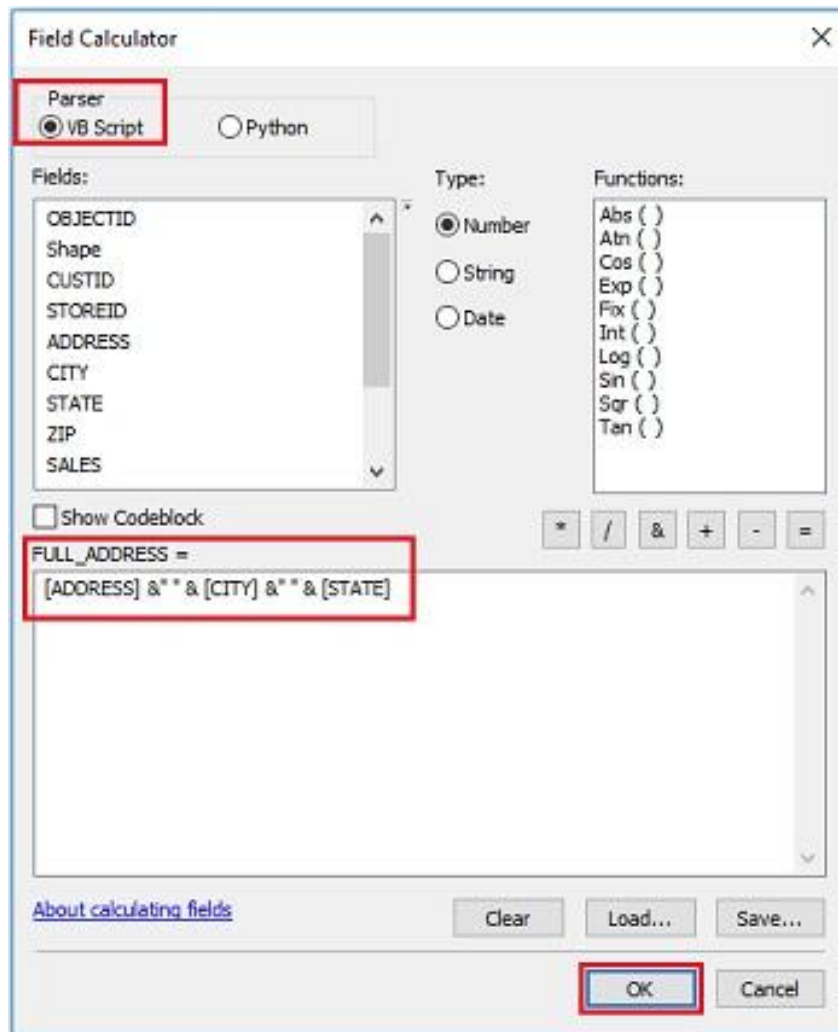 Field Calculator
Parser
VB Script Python
Fields: Type: Functions:
OBJECTID
Shape
CUSTID
STOREID
ADDRESS
CITY
STATE
ZIP
SALES
Number
String
Date
Abs ( )
Atn ( )
Cos ( )
Exp ( )
Fix ( )
Int ( )
Log ( )
Sin ( )
Sqr ( )
Tan ( )
Show Codeblock
* / & + - =
FULL_ADDRESS =
[ADDRESS] &" " & [CITY] &" " & [STATE]
About calculating fields
Clear Load... Save...
OK Cancel